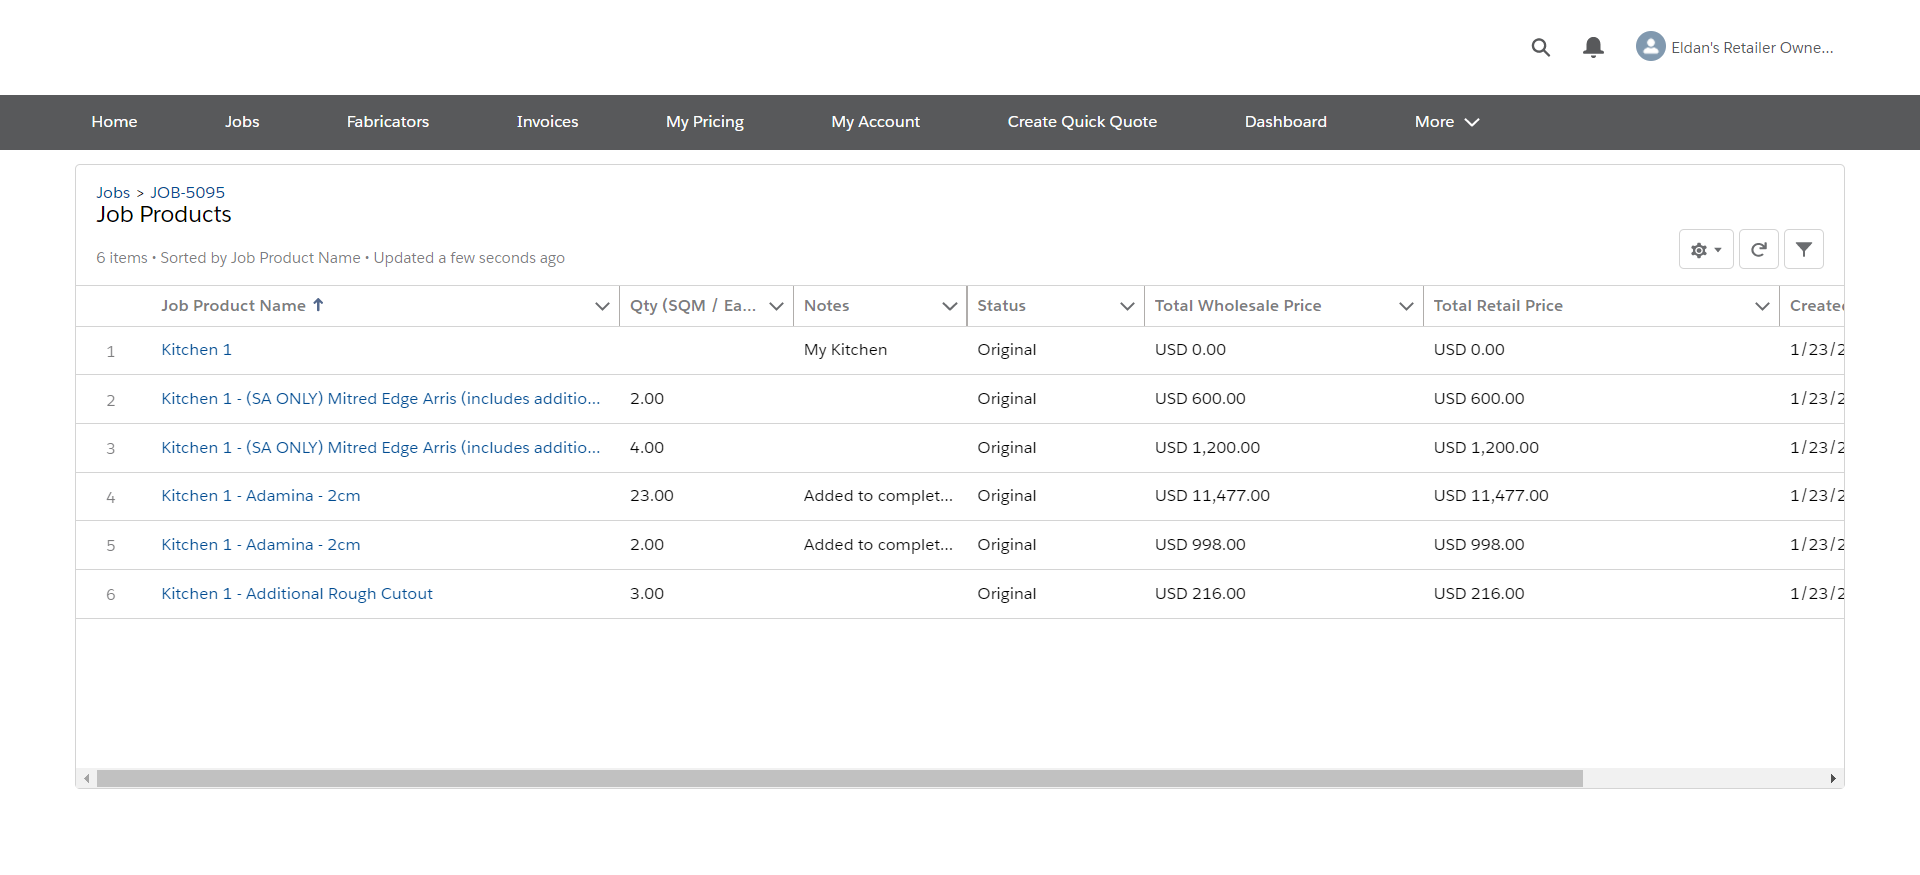 Eldan's Retailer Owne...
Home Jobs Fabricators Invoices My Pricing My Account Create Quick Quote Dashboard More
Jobs > JOB-5095
Job Products
6 items • Sorted by Job Product Name • Updated a few seconds ago
Job Product Name Qty (SQM / Ea... Notes Status Total Wholesale Price Total Retail Price Create
1 Kitchen 1 My Kitchen Original USD 0.00 USD 0.00 1/23/2
2 Kitchen 1 - (SA ONLY) Mitred Edge Arris (includes additio... 2.00 Original USD 600.00 USD 600.00 1/23/2
3 Kitchen 1 - (SA ONLY) Mitred Edge Arris (includes additio... 4.00 Original USD 1,200.00 USD 1,200.00 1/23/2
4 Kitchen 1 - Adamina - 2cm 23.00 Added to complet... Original USD 11,477.00 USD 11,477.00 1/23/2
5 Kitchen 1 - Adamina - 2cm 2.00 Added to complet... Original USD 998.00 USD 998.00 1/23/2
6 Kitchen 1 - Additional Rough Cutout 3.00 Original USD 216.00 USD 216.00 1/23/2